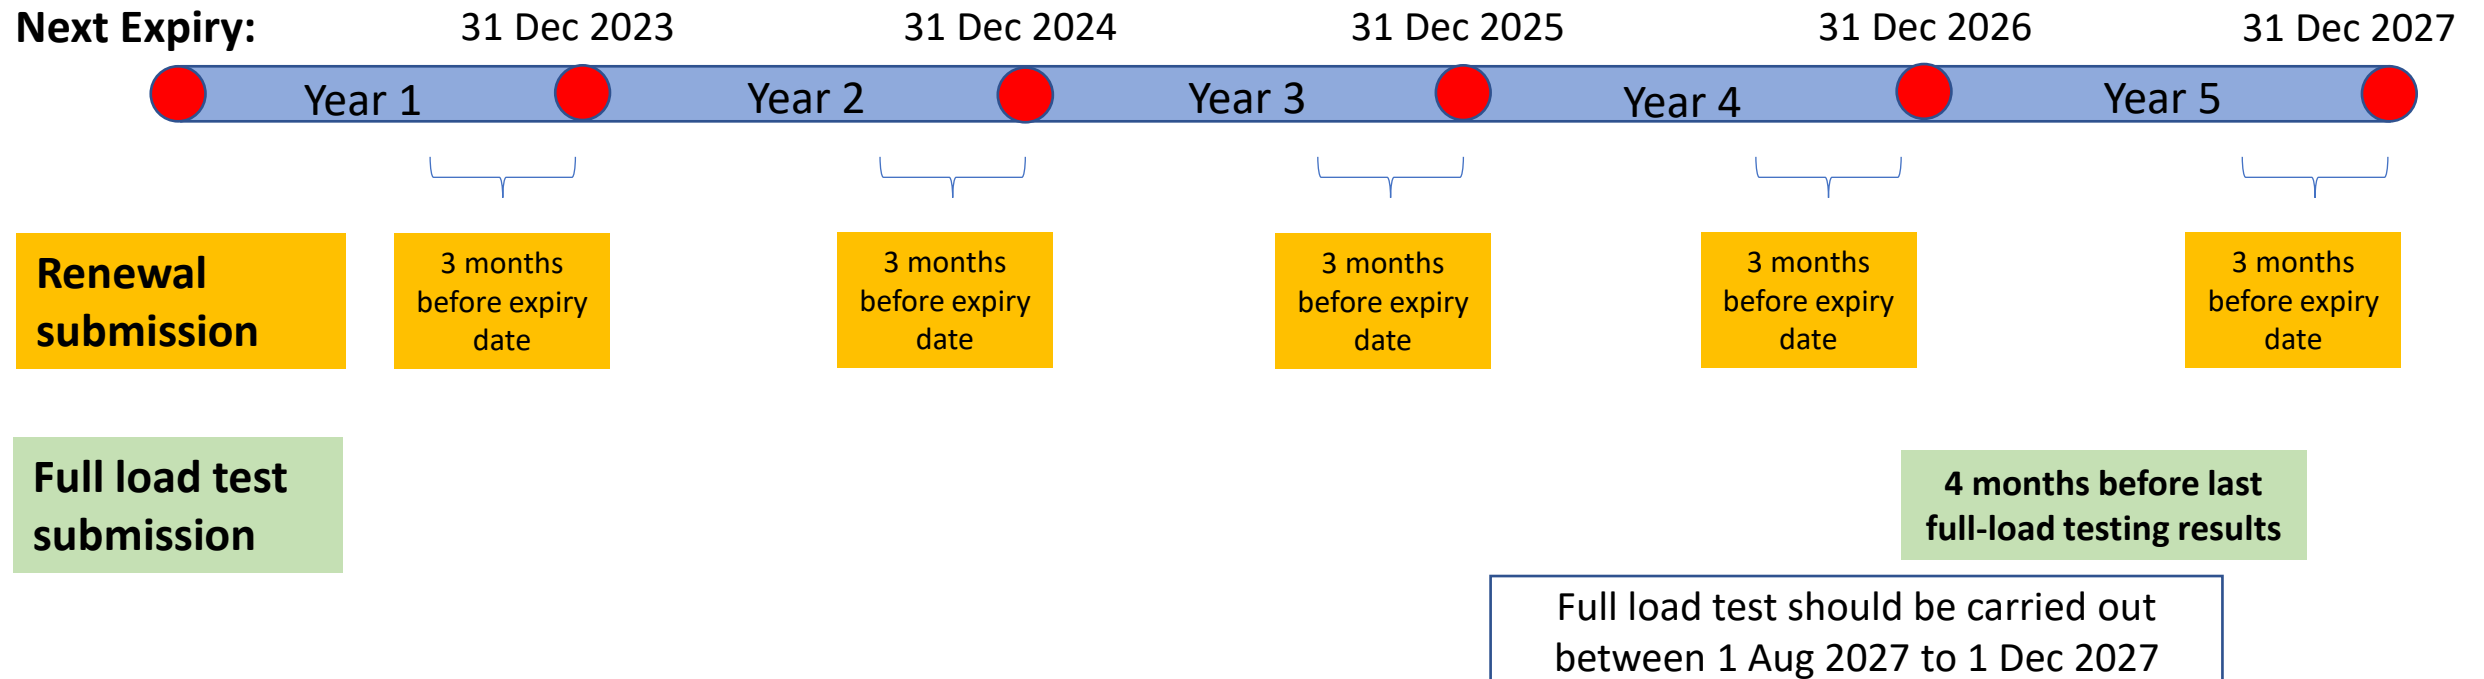 Next Expiry:
31 Dec 2023
31 Dec 2024
31 Dec 2025
31 Dec 2026
31 Dec 2027
Year 1
Year 2
Year 3
Year 4
Year 5
Renewal
submission
3 months
before expiry
date
3 months
before expiry
date
3 months
before expiry
date
3 months
before expiry
date
3 months
before expiry
date
Full load test
submission
4 months before last
full-load testing results
Full load test should be carried out
between 1 Aug 2027 to 1 Dec 2027